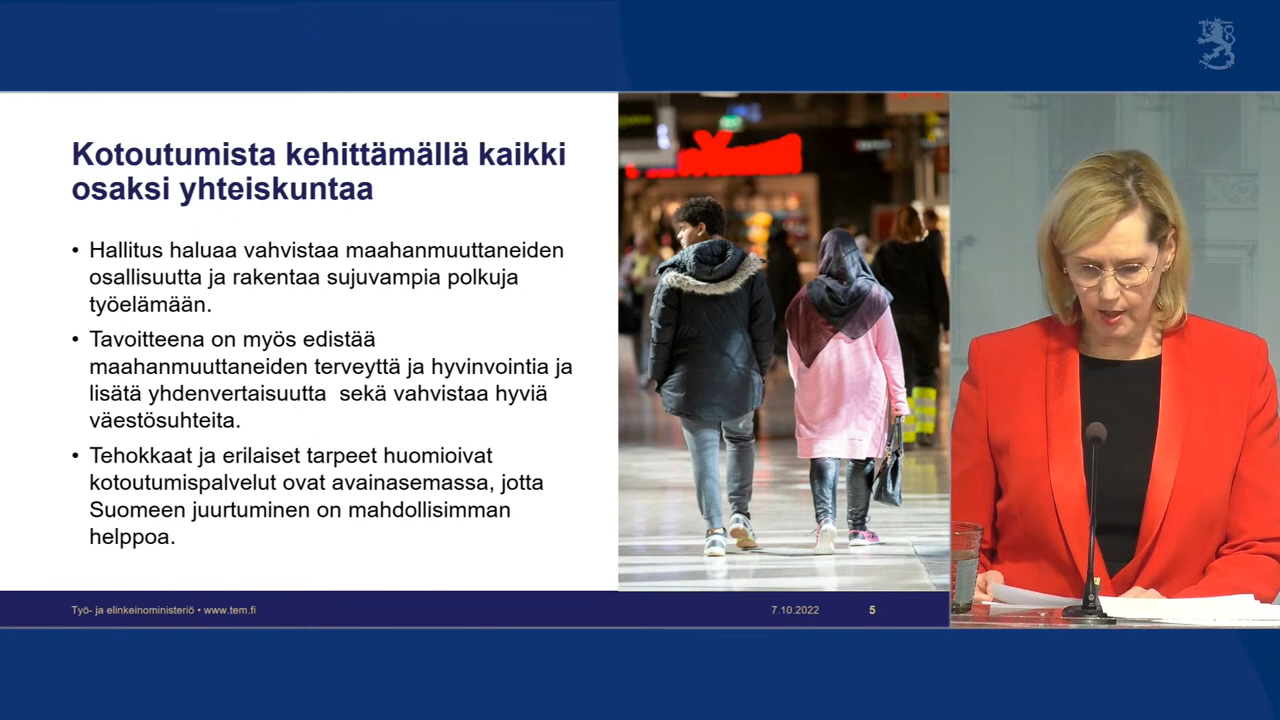 Kotoutumista kehittämällä kaikki
osaksi yhteiskuntaa
• Hallitus haluaa vahvistaa maahanmuuttaneiden
osallisuutta ja rakentaa sujuvampia polkuja
työelämään.
• Tavoitteena on myös edistää
maahanmuuttaneiden terveyttä ja hyvinvointia ja
lisätä yhdenvertaisuutta sekä vahvistaa hyviä
väestösuhteita.
• Tehokkaat ja erilaiset tarpeet huomioivat
kotoutumispalvelut ovat avainasemassa, jotta
Suomeen juurtuminen on mahdollisimman
helppoa.
Työ- ja elinkeinoministeriö • www.tem.fi
7.10.2022
5